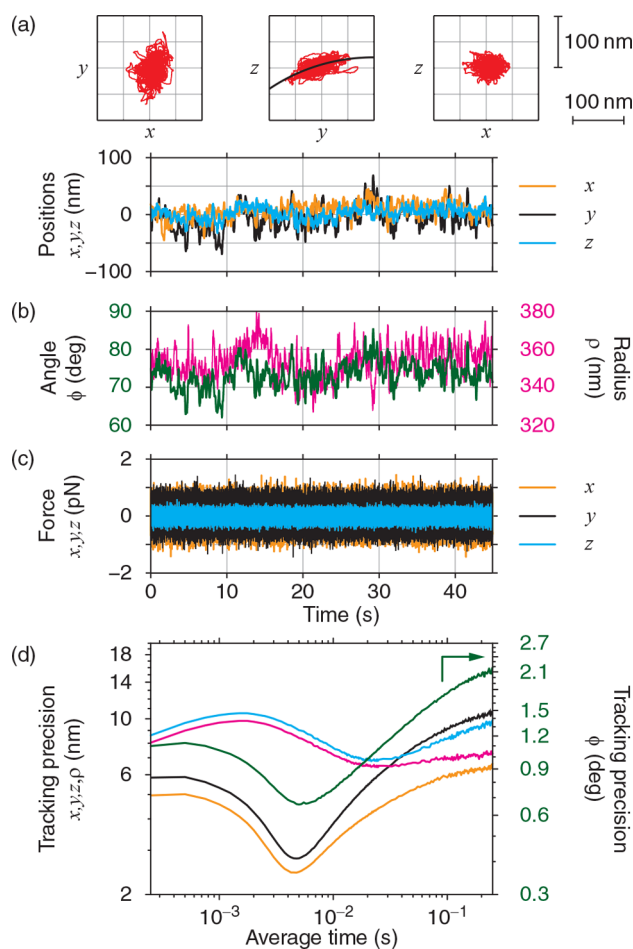 (a)
y
x
z
y
z
x
100 nm
100 nm
Positions
x,y,z (nm)
100
0
−100
x
y
z
(b)
Angle
ϕ (deg)
90
80
70
60
380
360
340
320
Radius
ρ (nm)
(c)
Force
x,y,z (pN)
2
0
−2
0 10 20 30 40
Time (s)
x
y
z
(d)
Tracking precision
x,y,z,ρ (nm)
18
14
10
6
2
2.7
2.1
1.5
1.2
0.9
0.6
0.3
Tracking precision
ϕ (deg)
10−3 10−2 10−1
Average time (s)